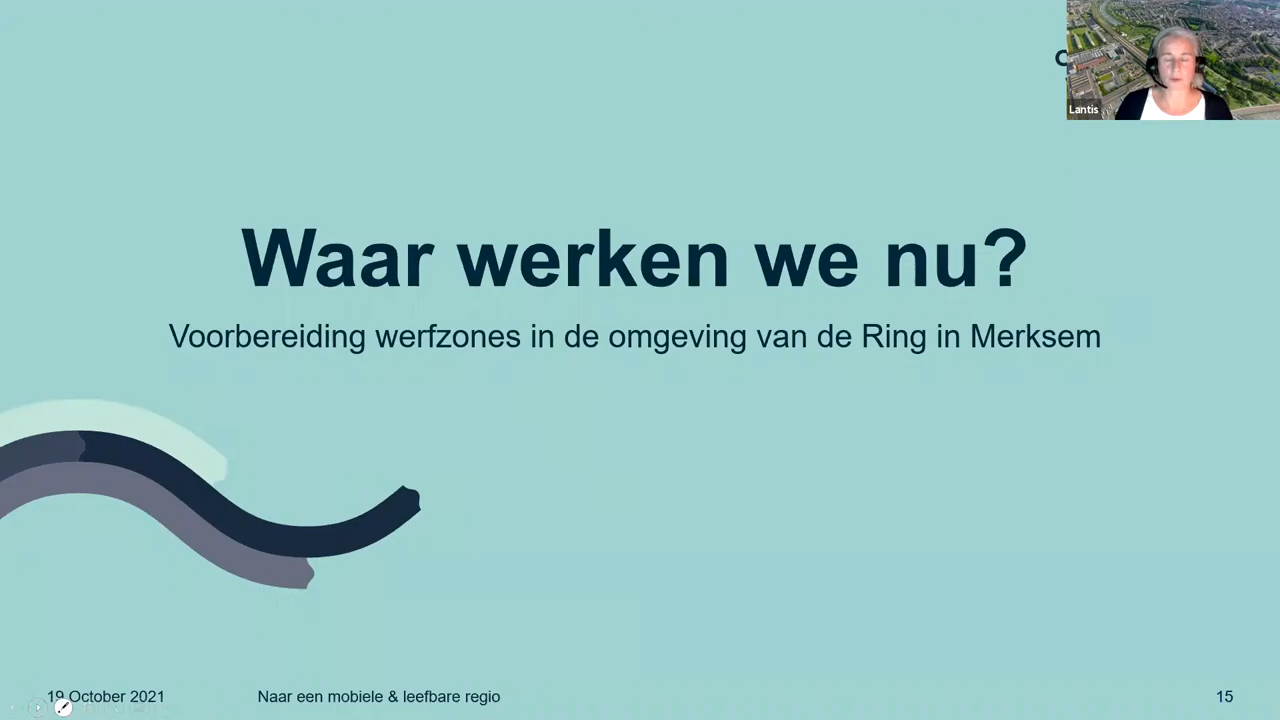 Lantis
Waar werken we nu?
Voorbereiding werfzones in de omgeving van de Ring in Merksem
19 October 2021
Naar een mobiele & leefbare regio
15